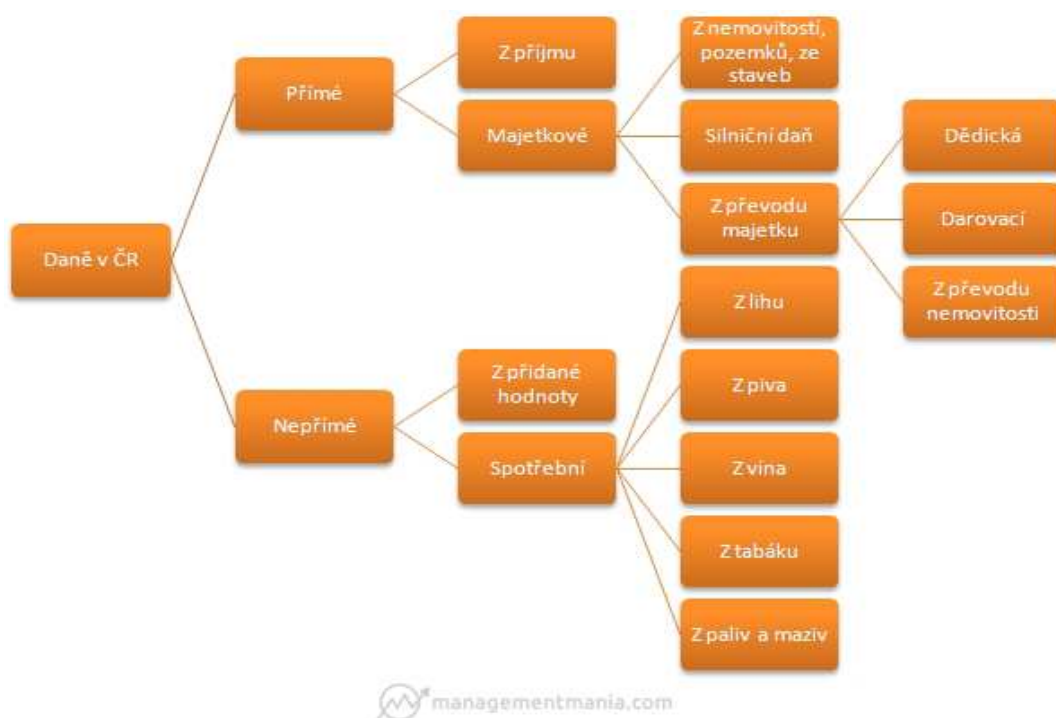 Daně v ČR
Přímé
Z příjmu
Majetkové
Z nemovitostí,
pozemků, ze
staveb
Silniční daň
Z převodu
majetku
Dědická
Darovací
Z převodu
nemovitosti
Nepřímé
Z přidané
hodnoty
Spotřební
Z lihu
Z piva
Z vína
Z tabáku
Z paliv a maziv
managementmania.com